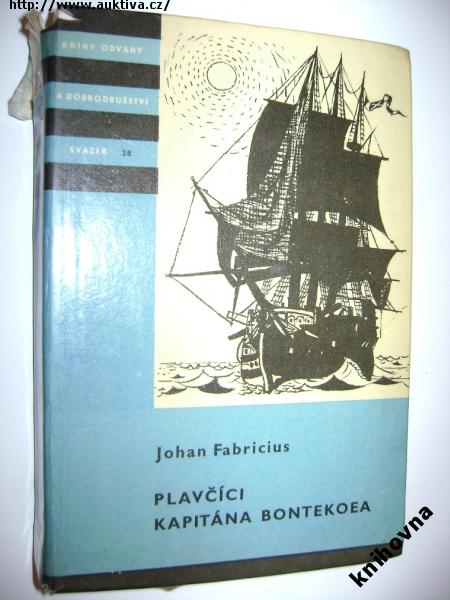 http://www.auktiva.cz/
KNIHY ODVAHY
A DOBRODRUŽSTVÍ
SVAZEK 28
Johan Fabricius
PLAVČÍCI
KAPITÁNA BONTEKOEA
knihovna